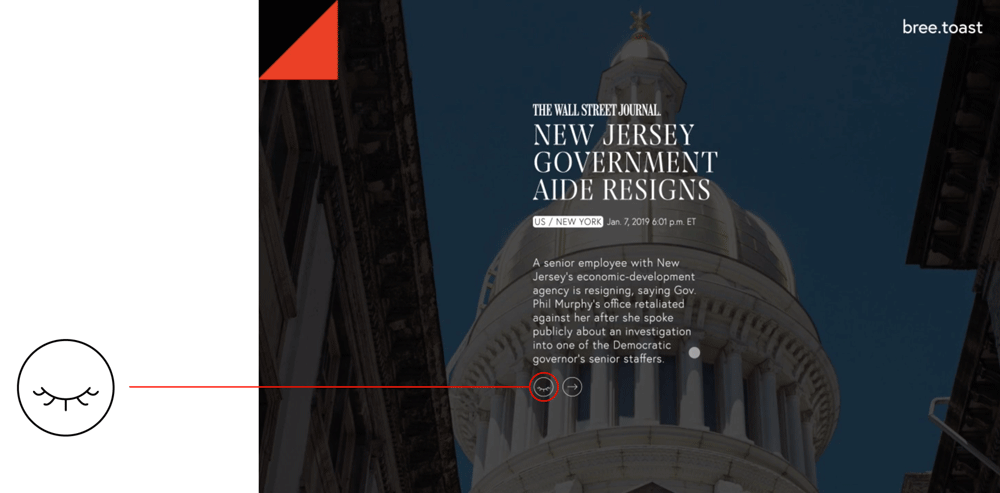 bree.toast
THE WALL STREET JOURNAL.
NEW JERSEY
GOVERNMENT
AIDE RESIGNS
US / NEW YORK Jan. 7, 2019 6:01 p.m. ET
A senior employee with New
Jersey's economic-development
agency is resigning, saying Gov.
Phil Murphy's office retaliated
against her after she spoke
publicly about an investigation
into one of the Democratic
governor's senior staffers.